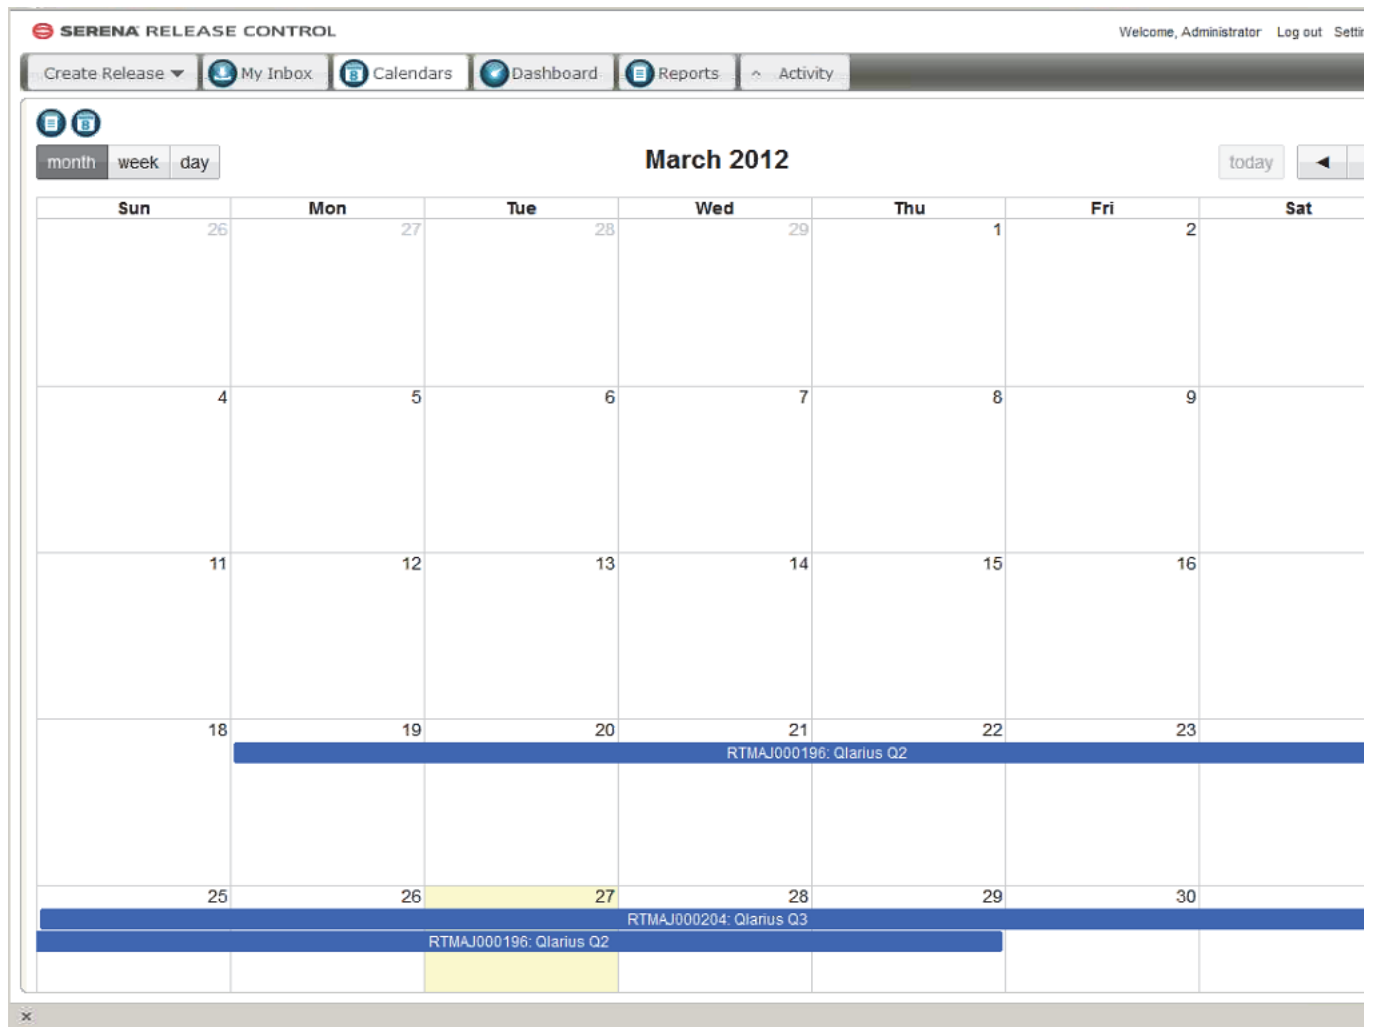 SERENA RELEASE CONTROL
Welcome, Administrator Log out
Create Release My Inbox 8 Calendars Dashboard Reports Activity
8
month week day March 2012 today
Sun Mon Tue Wed Thu Fri Sat
26 27 28 29 1 2
4 5 6 7 8 9
11 12 13 14 15 16
18 19 20 21 22 23
RTMAJ000196: Qlarius Q2
25 26 27 28 29 30
RTMAJ000204: Qlarius Q3
RTMAJ000196: Qlarius Q2